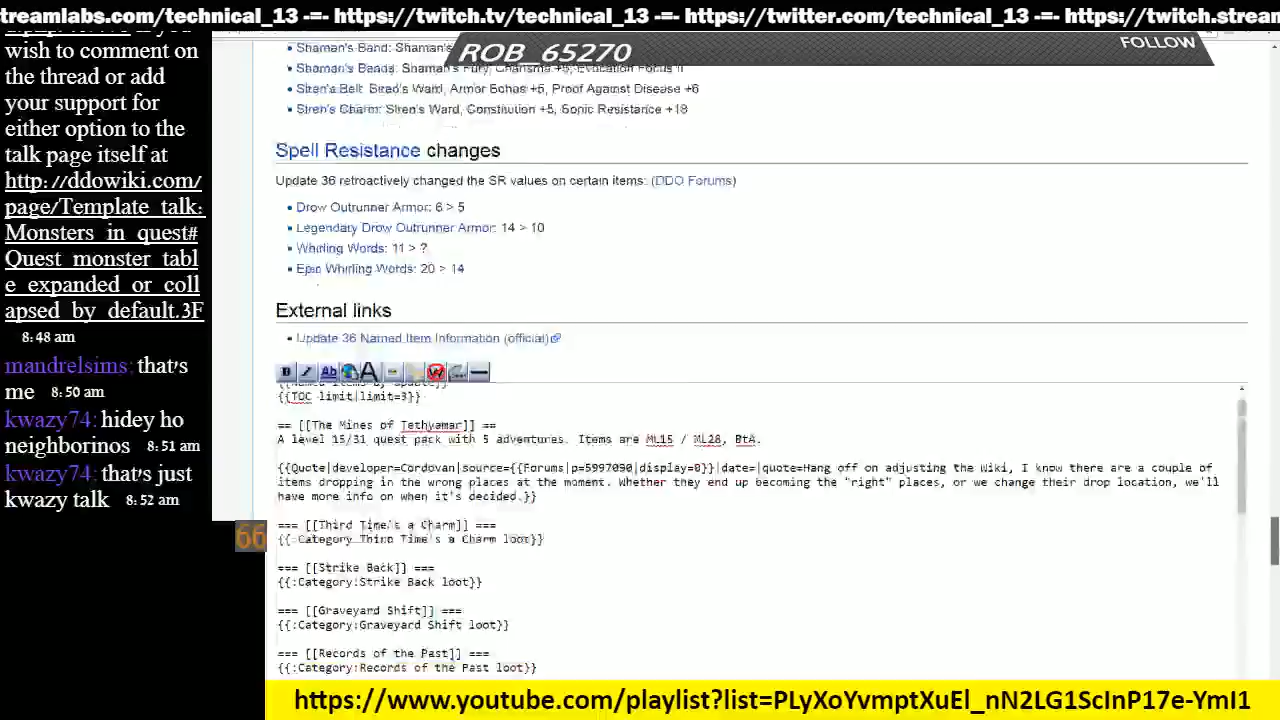 streamlabs.com/technical_13 -=- https://twitch.tv/technical_13 -=- https://twitter.com/technical_13 -=- https://twitch.stream
ROB_65270
FOLLOW
wish to comment on
the thread or add
your support for
either option to the
talk page itself at
http://ddowiki.com/
page/Template_talk:
Monsters_in_quest#
Quest_monster_tabl
e_expanded_or_coll
apsed_by_default.3F
8:48 am
mandrelsims: that's
me 8:50 am
kwazy74: hidey ho
neighborinos 8:51 am
kwazy74: that's just
kwazy talk 8:52 am
66
Shaman's Band: Shaman's
Shaman's Beads: Shaman's Fury, Charisma +5, Evocation Focus II
Siren's Belt: Siren's Ward, Armor Bonus +5, Proof Against Disease +6
Siren's Charm: Siren's Ward, Constitution +5, Sonic Resistance +18
Spell Resistance changes
Update 36 retroactively changed the SR values on certain items: (DDO Forums)
Drow Outrunner Armor: 6 > 5
Legendary Drow Outrunner Armor: 14 > 10
Whirling Words: 11 > ?
Epic Whirling Words: 20 > 14
External links
Update 36 Named Item Information (official)
{{TOC limit|limit=3}}
== [[The Mines of Tethyamar]] ==
A level 15/31 quest pack with 5 adventures. Items are ML15 / ML28, BtA.
{{Quote|developer=Cordovan|source={{Forums|p=5997090|display=0}}|date=|quote=Hang off on adjusting the Wiki, I know there are a couple of
items dropping in the wrong places at the moment. Whether they end up becoming the "right" places, or we change their drop location, we'll
have more info on when it's decided.}}
=== [[Third Time's a Charm]] ===
{{:Category:Third Time's a Charm loot}}
=== [[Strike Back]] ===
{{:Category:Strike Back loot}}
=== [[Graveyard Shift]] ===
{{:Category:Graveyard Shift loot}}
=== [[Records of the Past]] ===
{{:Category:Records of the Past loot}}
https://www.youtube.com/playlist?list=PLyXoYvmptXuEl_nN2LG1ScInP17e-YmI1